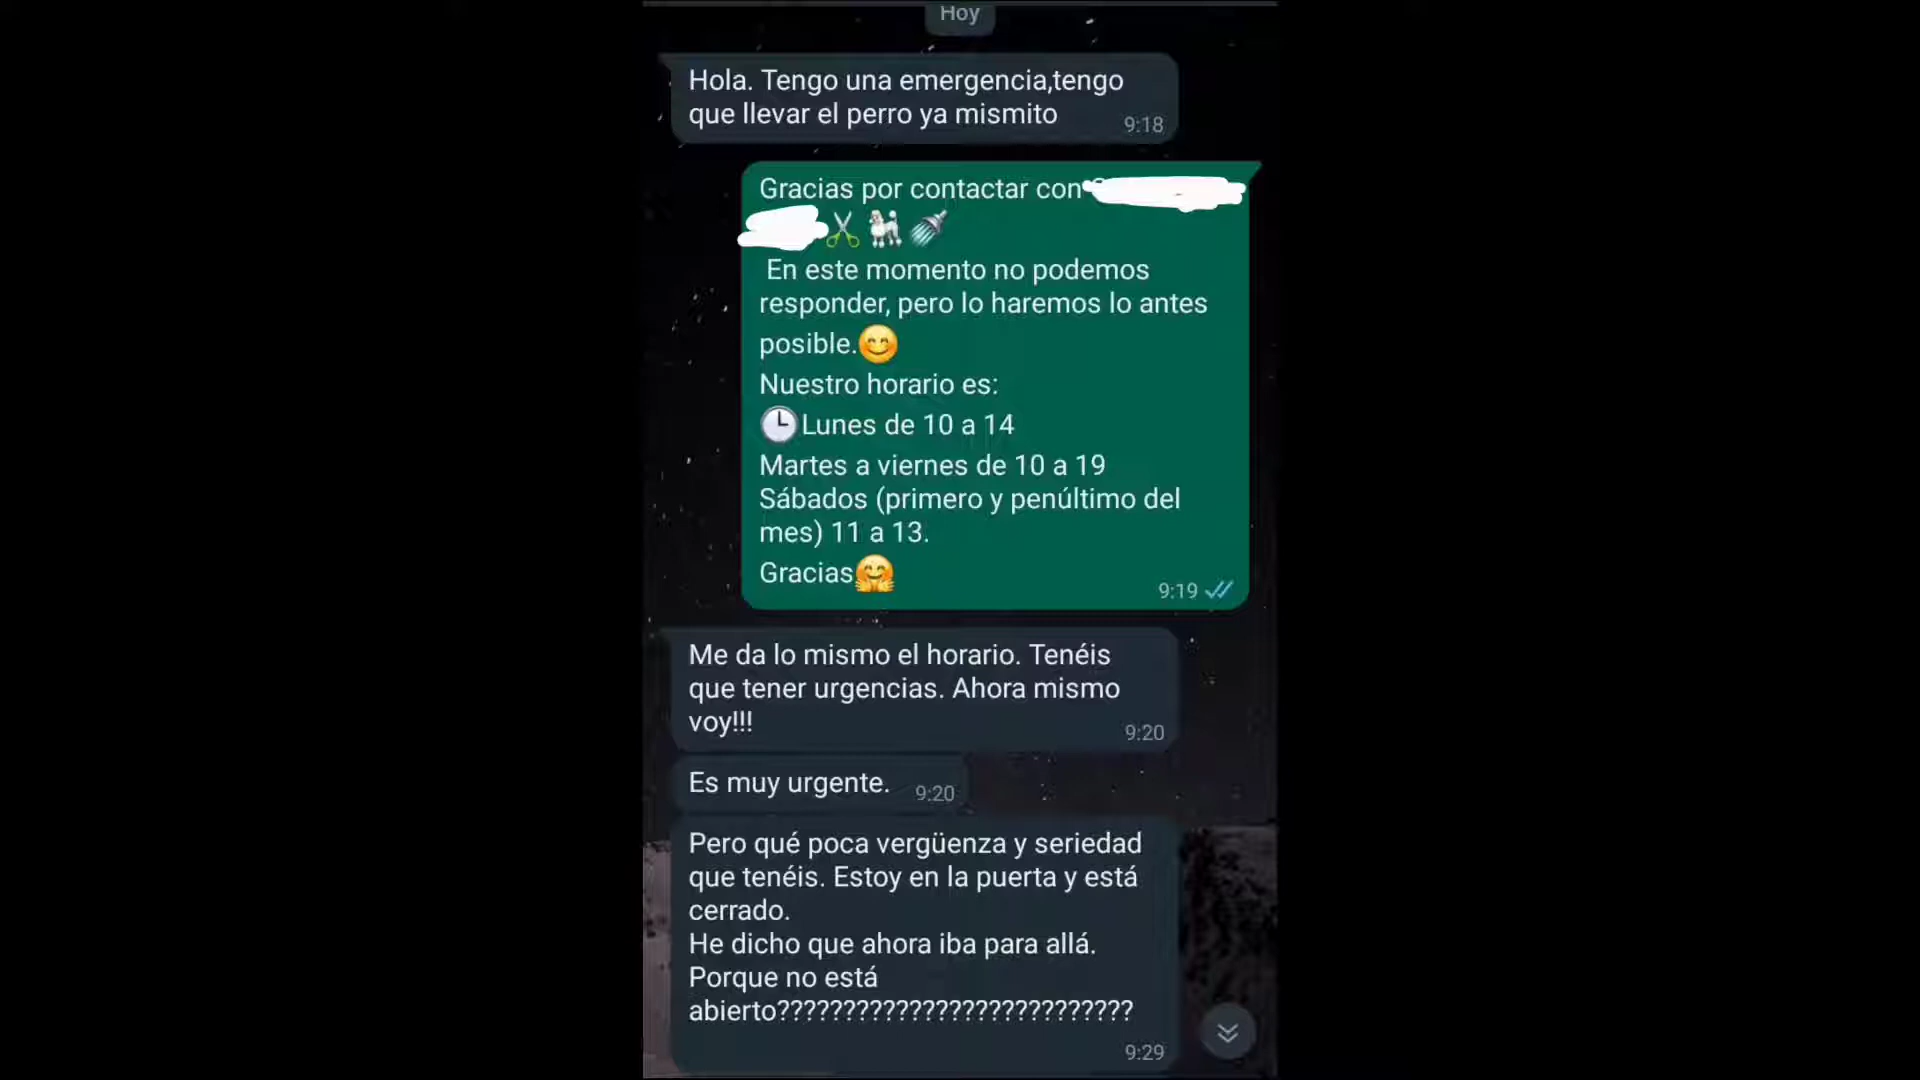 Hoy
Hola. Tengo una emergencia,tengo
que llevar el perro ya mismito
9:18
Gracias por contactar con
✂️🐩🚿
En este momento no podemos
responder, pero lo haremos lo antes
posible.😊
Nuestro horario es:
🕒Lunes de 10 a 14
Martes a viernes de 10 a 19
Sábados (primero y penúltimo del
mes) 11 a 13.
Gracias🤗
9:19
Me da lo mismo el horario. Tenéis
que tener urgencias. Ahora mismo
voy!!!
9:20
Es muy urgente.
9:20
Pero qué poca vergüenza y seriedad
que tenéis. Estoy en la puerta y está
cerrado.
He dicho que ahora iba para allá.
Porque no está
abierto???????????????????????????
9:29